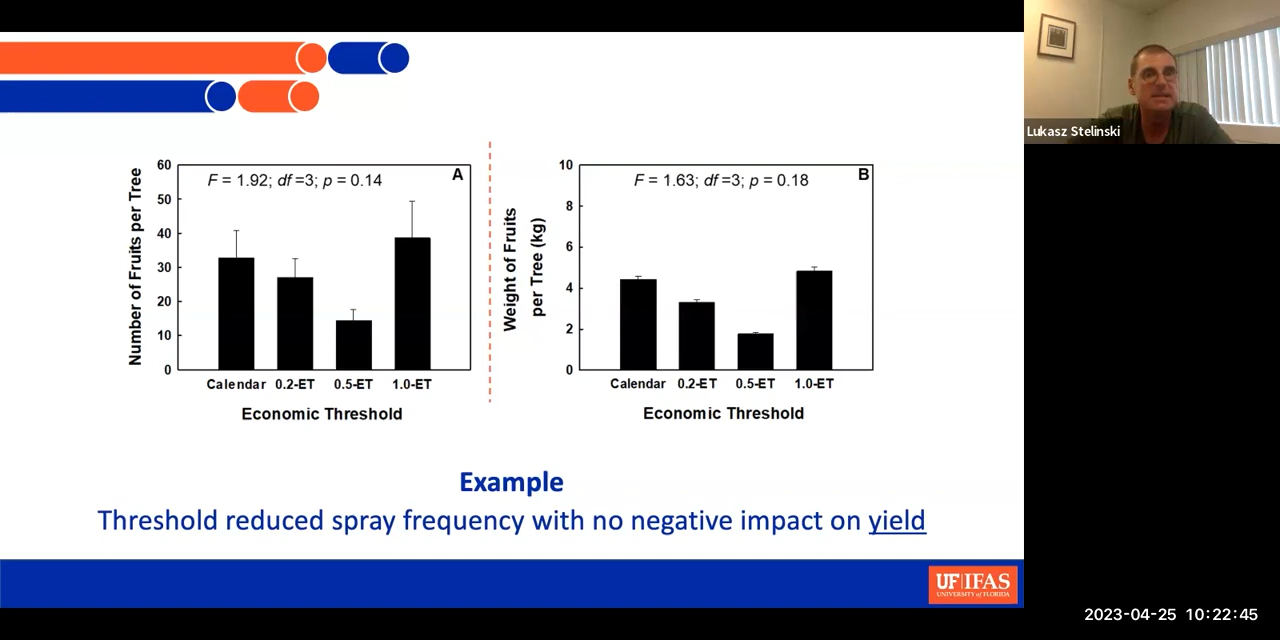 Lukasz Stelinski
F = 1.92; df =3; p = 0.14
A
Number of Fruits per Tree
60
50
40
30
20
10
0
Calendar 0.2-ET 0.5-ET 1.0-ET
Economic Threshold
F = 1.63; df =3; p = 0.18
B
Weight of Fruits
per Tree (kg)
10
8
6
4
2
0
Calendar 0.2-ET 0.5-ET 1.0-ET
Economic Threshold
Example
Threshold reduced spray frequency with no negative impact on yield
UF|IFAS
UNIVERSITY of FLORIDA
2023-04-25 10:22:45